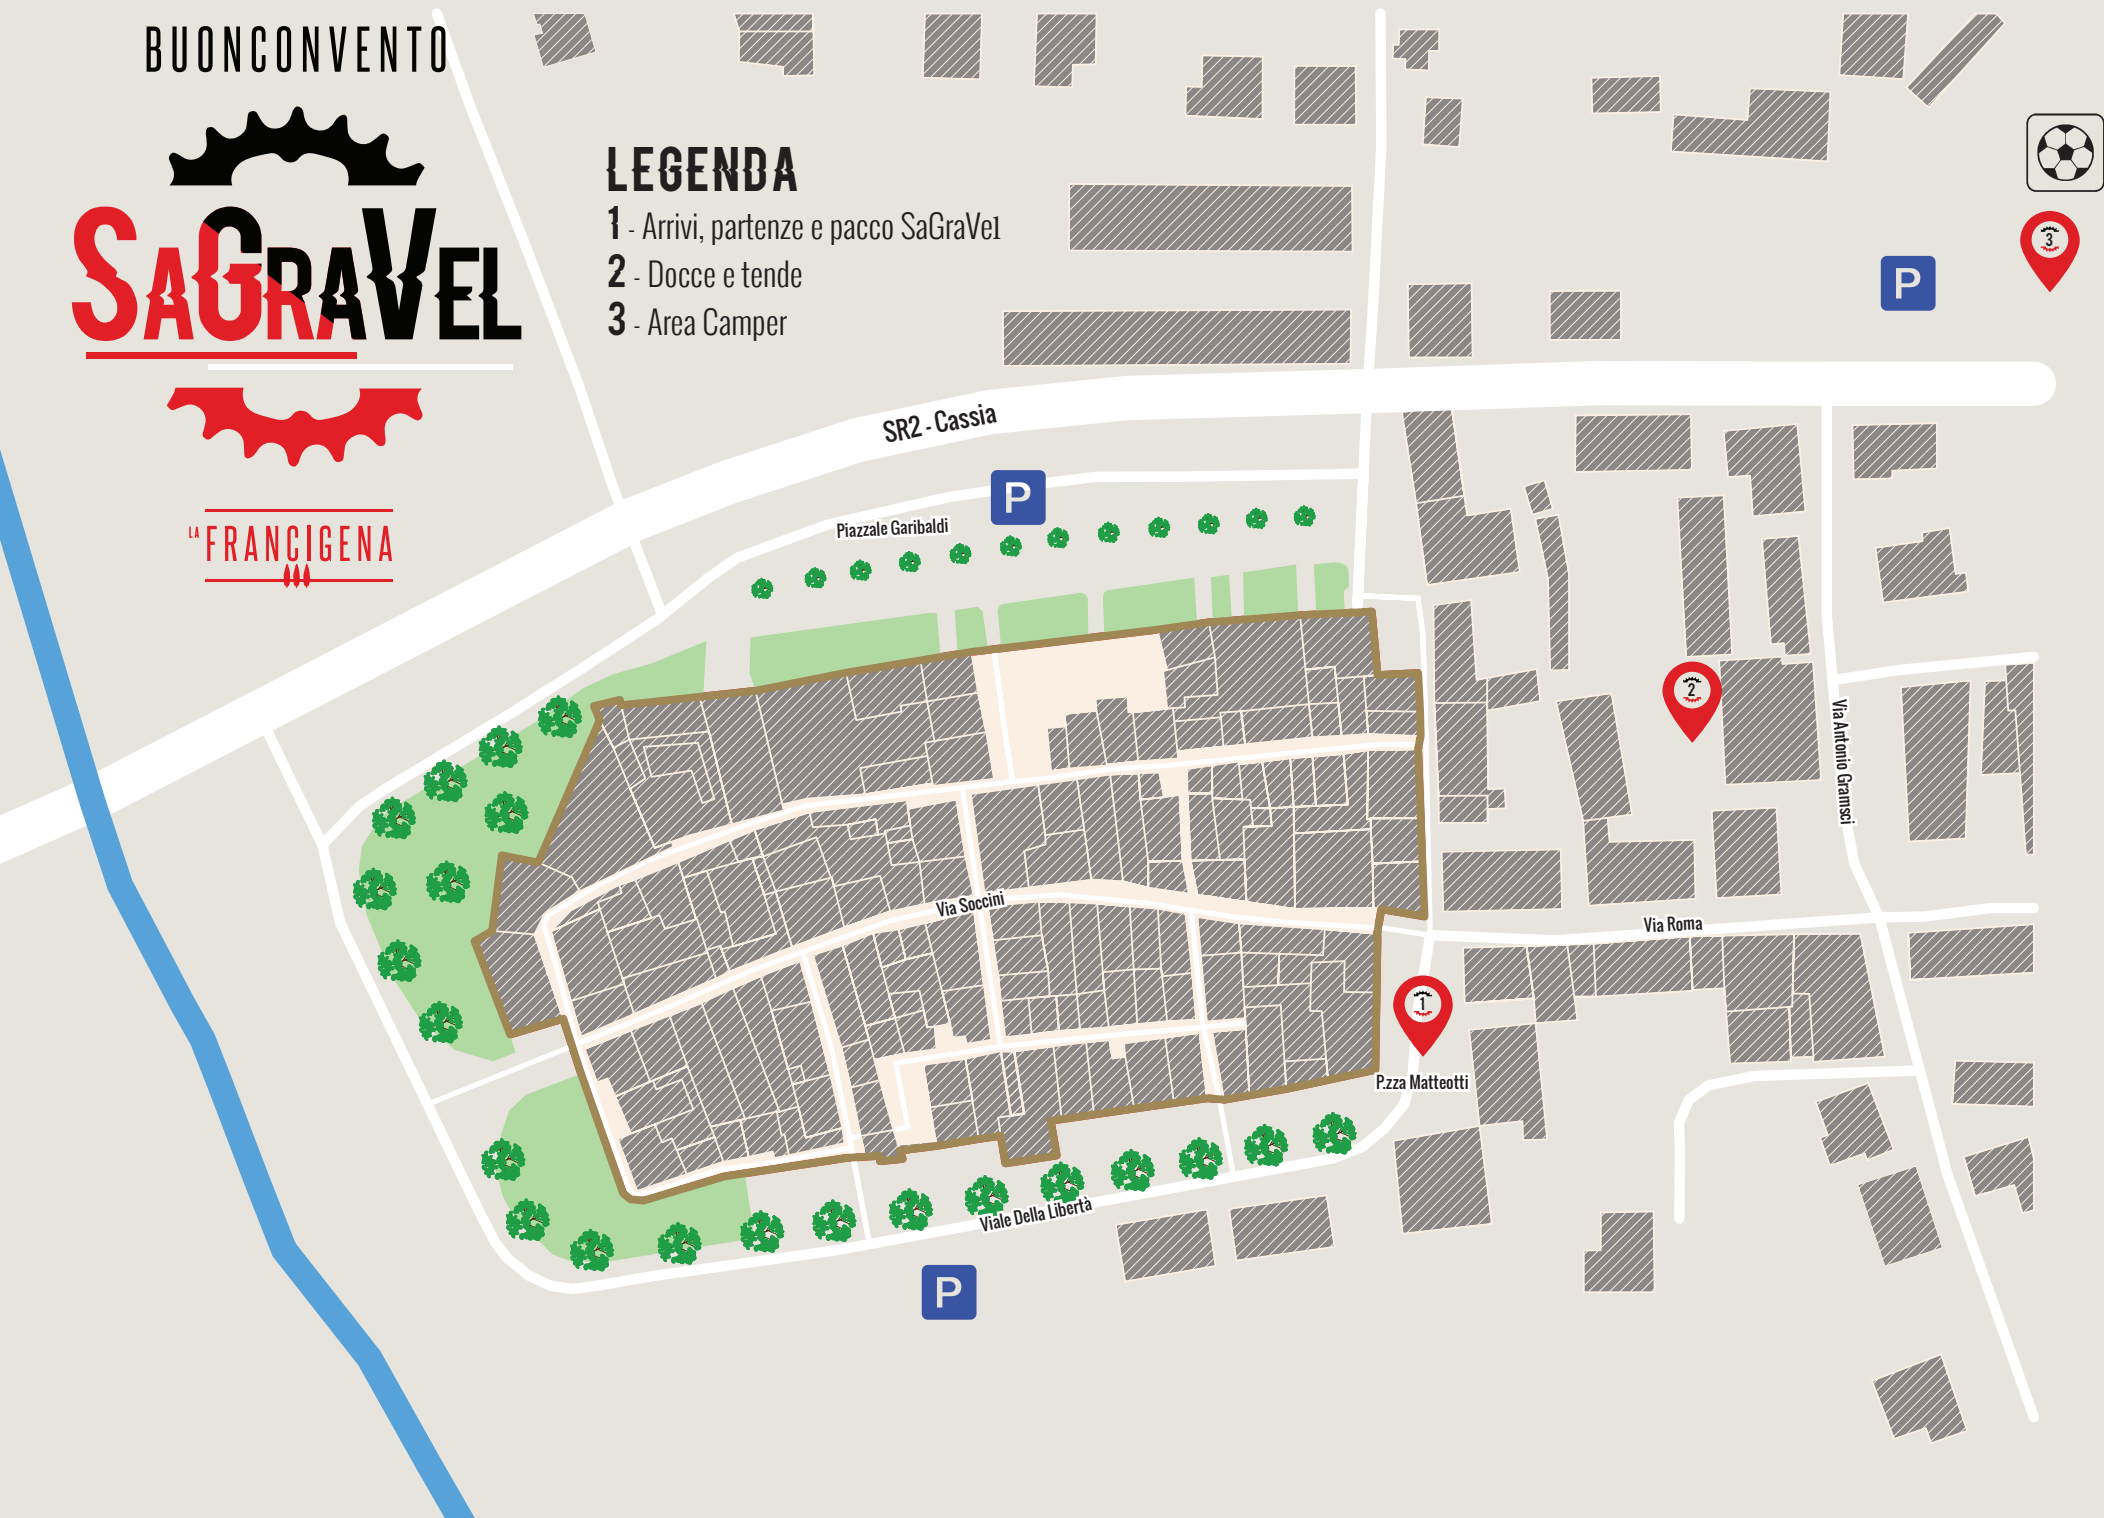 BUONCONVENTO
SAGRAVEL
LA FRANCIGENA
LEGENDA
1 - Arrivi, partenze e pacco SaGraVel
2 - Docce e tende
3 - Area Camper
3
P
SR2 - Cassia
P
Piazzale Garibaldi
2
Via Antonio Gramsci
Via Soccini
Via Roma
1
P.zza Matteotti
Viale Della Libertà
P